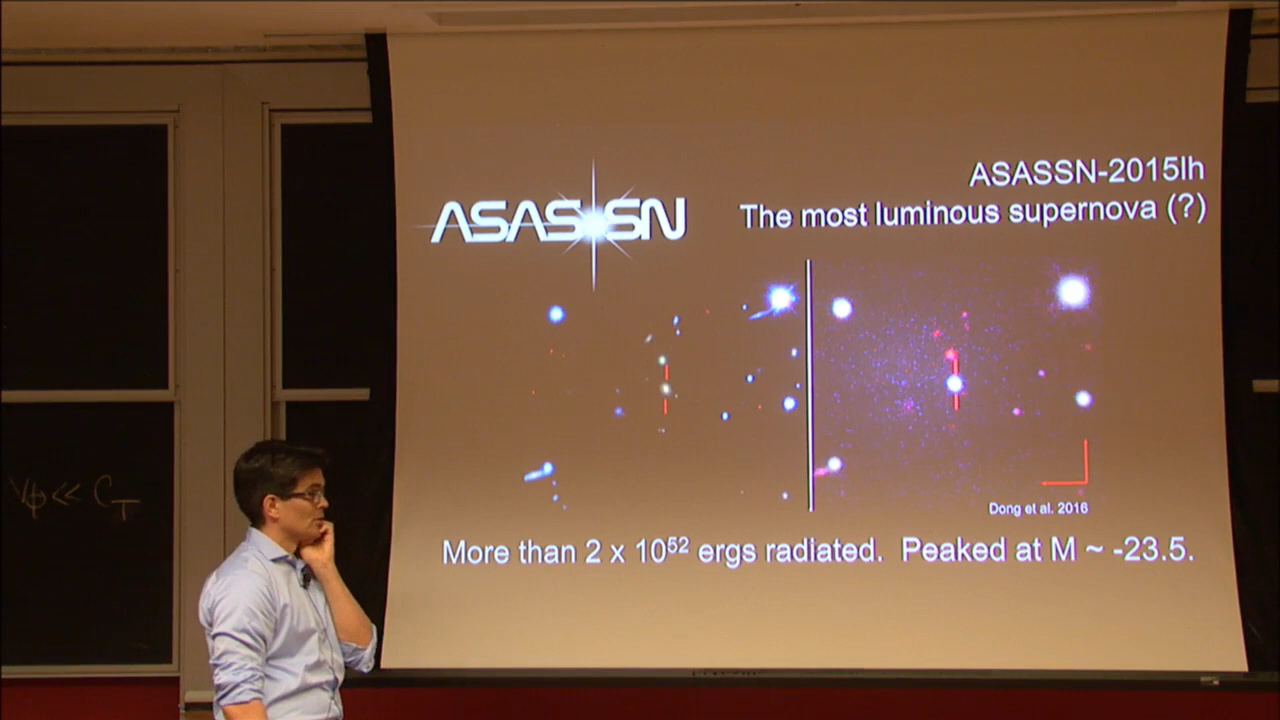 ASASSN-2015lh
ASAS-SN
The most luminous supernova (?)
Dong et al. 2016
More than 2 x 10⁵² ergs radiated. Peaked at M ~ -23.5.